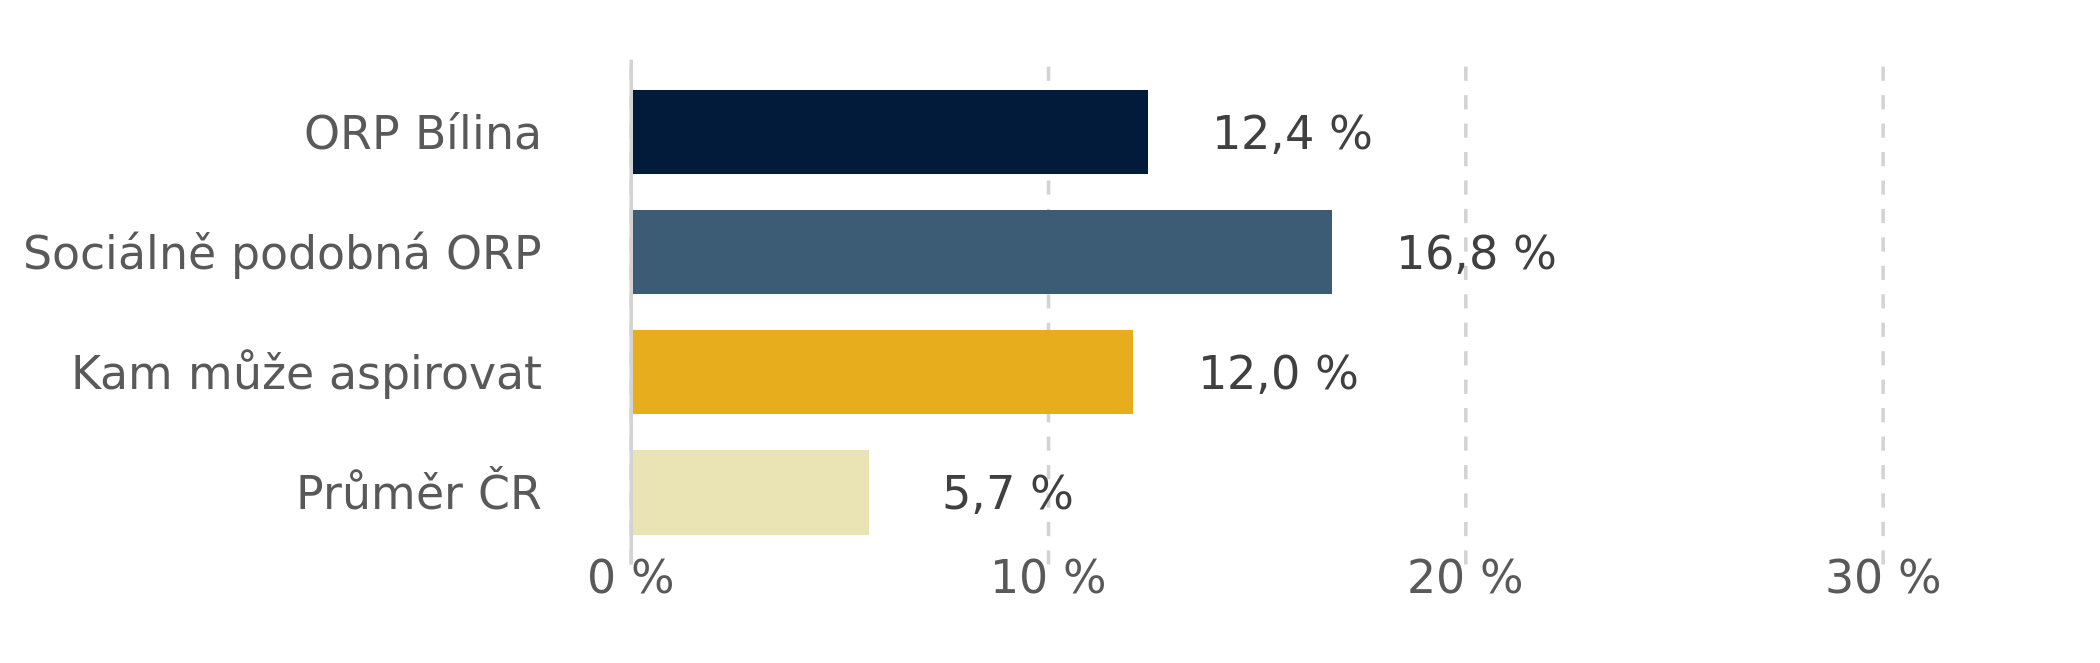 ORP Bílina 12,4 %
Sociálně podobná ORP 16,8 %
Kam může aspirovat 12,0 %
Průměr ČR 5,7 %
0 % 10 % 20 % 30 %